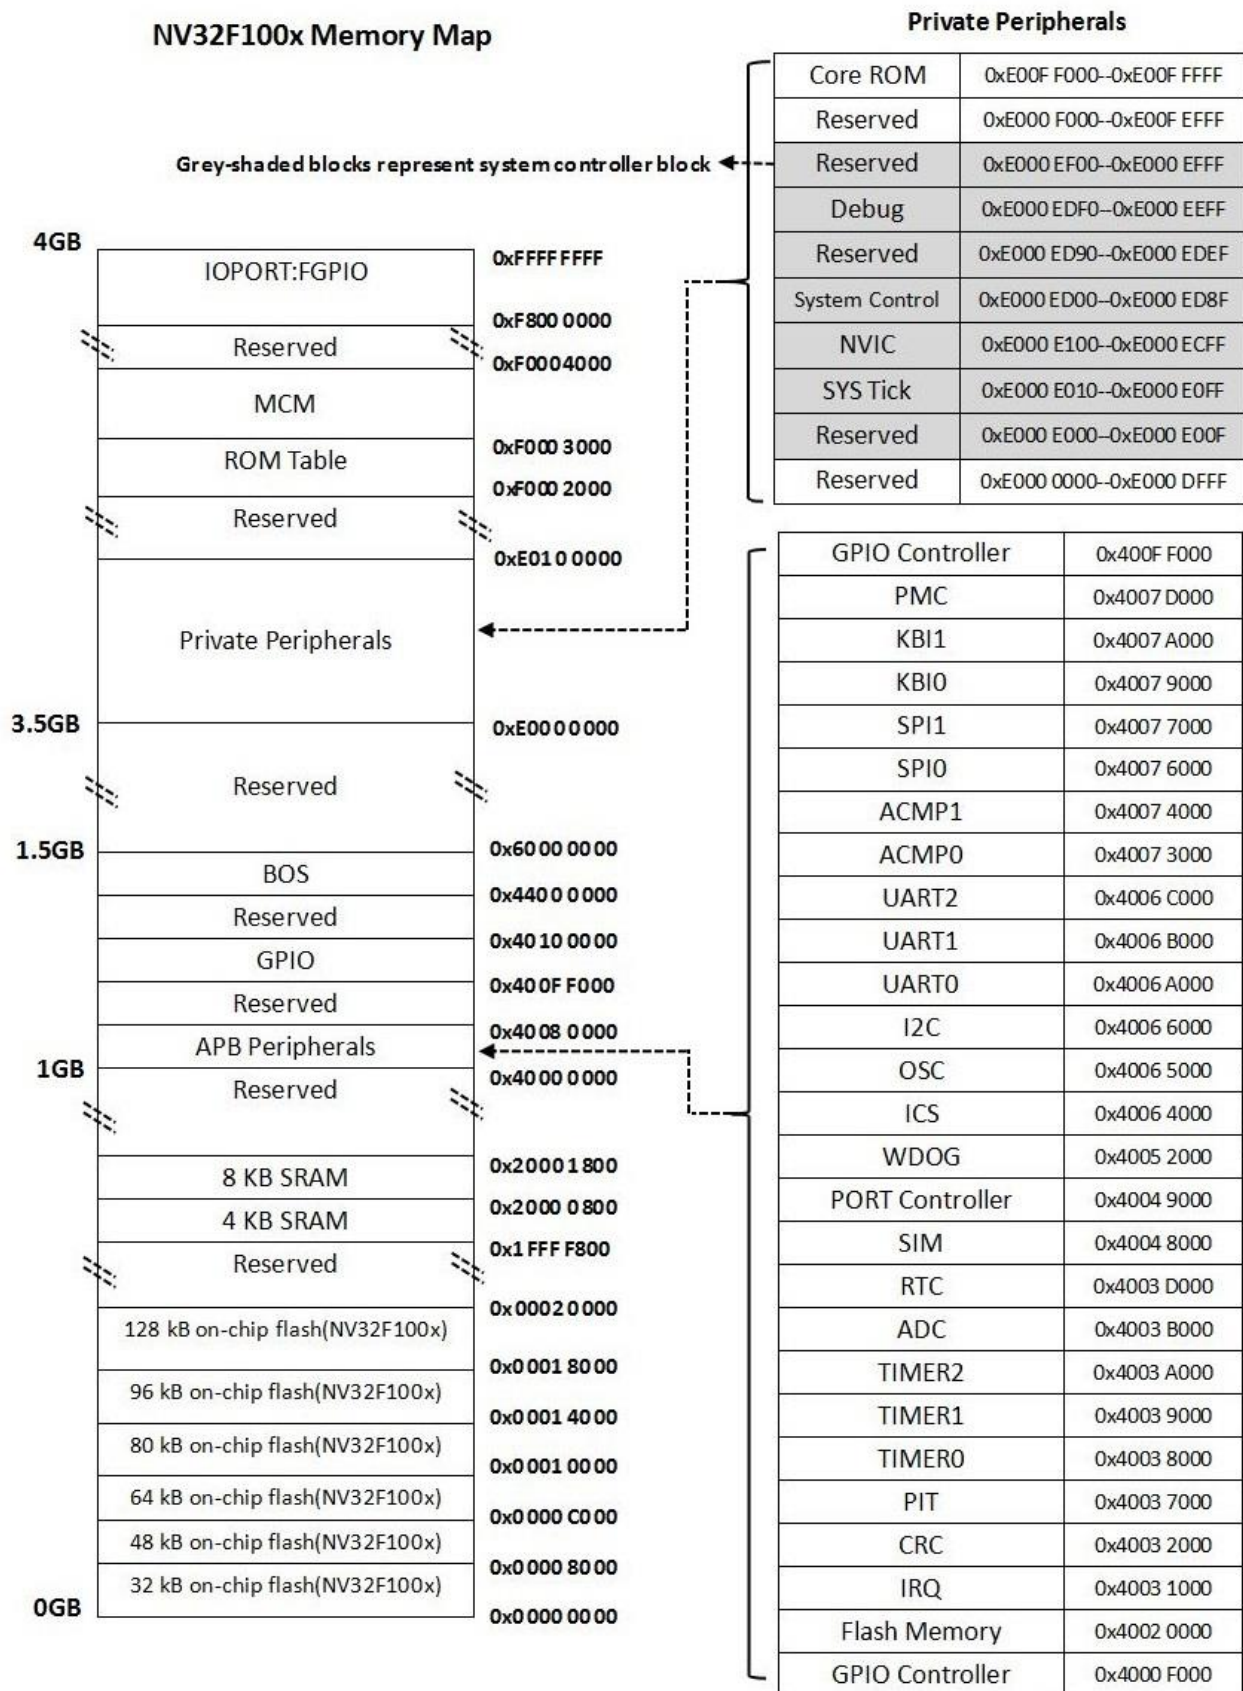 NV32F100x Memory Map
Grey-shaded blocks represent system controller block
4GB
IOPORT:FGPIO
0xFFFF FFFF
0xF800 0000
Reserved
0xF000 4000
MCM
0xF000 3000
ROM Table
0xF000 2000
Reserved
0xE010 0000
Private Peripherals
3.5GB
0xE000 0000
Reserved
1.5GB
0x6000 0000
BOS
0x4400 0000
Reserved
0x4010 0000
GPIO
0x400F F000
Reserved
0x4008 0000
APB Peripherals
1GB
0x4000 0000
Reserved
0x2000 1800
8 KB SRAM
0x2000 0800
4 KB SRAM
0x1FFF F800
Reserved
0x0002 0000
128 kB on-chip flash(NV32F100x)
0x0001 8000
96 kB on-chip flash(NV32F100x)
0x0001 4000
80 kB on-chip flash(NV32F100x)
0x0001 0000
64 kB on-chip flash(NV32F100x)
0x0000 C000
48 kB on-chip flash(NV32F100x)
0x0000 8000
32 kB on-chip flash(NV32F100x)
0GB
0x0000 0000
Private Peripherals
Core ROM 0xE00F F000--0xE00F FFFF
Reserved 0xE000 F000--0xE00F EFFF
Reserved 0xE000 EF00--0xE000 EFFF
Debug 0xE000 EDF0--0xE000 EEFF
Reserved 0xE000 ED90--0xE000 EDEF
System Control 0xE000 ED00--0xE000 ED8F
NVIC 0xE000 E100--0xE000 ECFF
SYS Tick 0xE000 E010--0xE000 E0FF
Reserved 0xE000 E000--0xE000 E00F
Reserved 0xE000 0000--0xE000 DFFF
GPIO Controller 0x400F F000
PMC 0x4007 D000
KBI1 0x4007 A000
KBI0 0x4007 9000
SPI1 0x4007 7000
SPI0 0x4007 6000
ACMP1 0x4007 4000
ACMP0 0x4007 3000
UART2 0x4006 C000
UART1 0x4006 B000
UART0 0x4006 A000
I2C 0x4006 6000
OSC 0x4006 5000
ICS 0x4006 4000
WDOG 0x4005 2000
PORT Controller 0x4004 9000
SIM 0x4004 8000
RTC 0x4003 D000
ADC 0x4003 B000
TIMER2 0x4003 A000
TIMER1 0x4003 9000
TIMER0 0x4003 8000
PIT 0x4003 7000
CRC 0x4003 2000
IRQ 0x4003 1000
Flash Memory 0x4002 0000
GPIO Controller 0x4000 F000